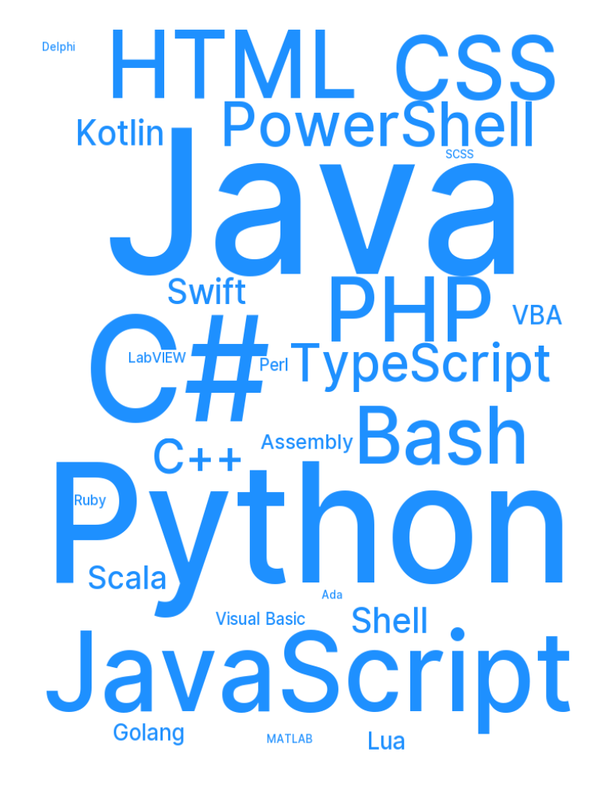 Delphi
HTML CSS
Kotlin PowerShell
SCSS
Java
Swift PHP VBA
C# LabVIEW Perl TypeScript
C++ Assembly Bash
Python
Ruby
Scala
Ada
Visual Basic Shell
JavaScript
Golang MATLAB Lua